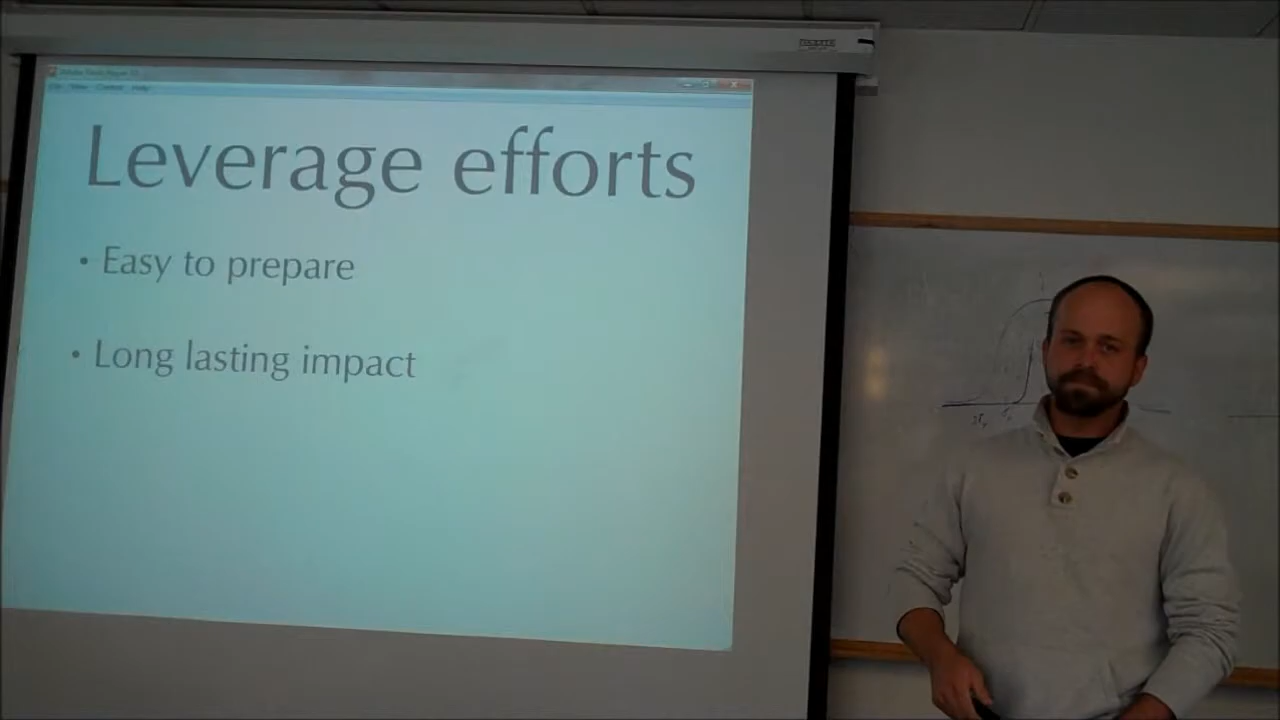 Leverage efforts
• Easy to prepare
• Long lasting impact